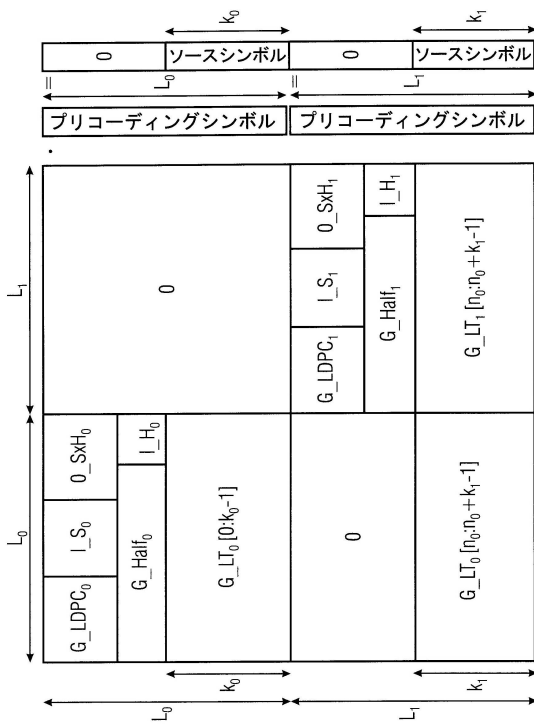 L₀
L₁
G_LDPC₀
I_S₀
0_SxH₀
G_Half₀
I_H₀
G_LT₀ [0:k₀-1]
0
0
G_LDPC₁
I_S₁
0_SxH₁
G_Half₁
I_H₁
G_LT₀ [n₀:n₀+k₁-1]
G_LT₁ [n₀:n₀+k₁-1]
L₀
k₀
L₁
k₁
·
プリコーディングシンボル
プリコーディングシンボル
=
=
L₀
L₁
0
ソースシンボル
0
ソースシンボル
k₀
k₁